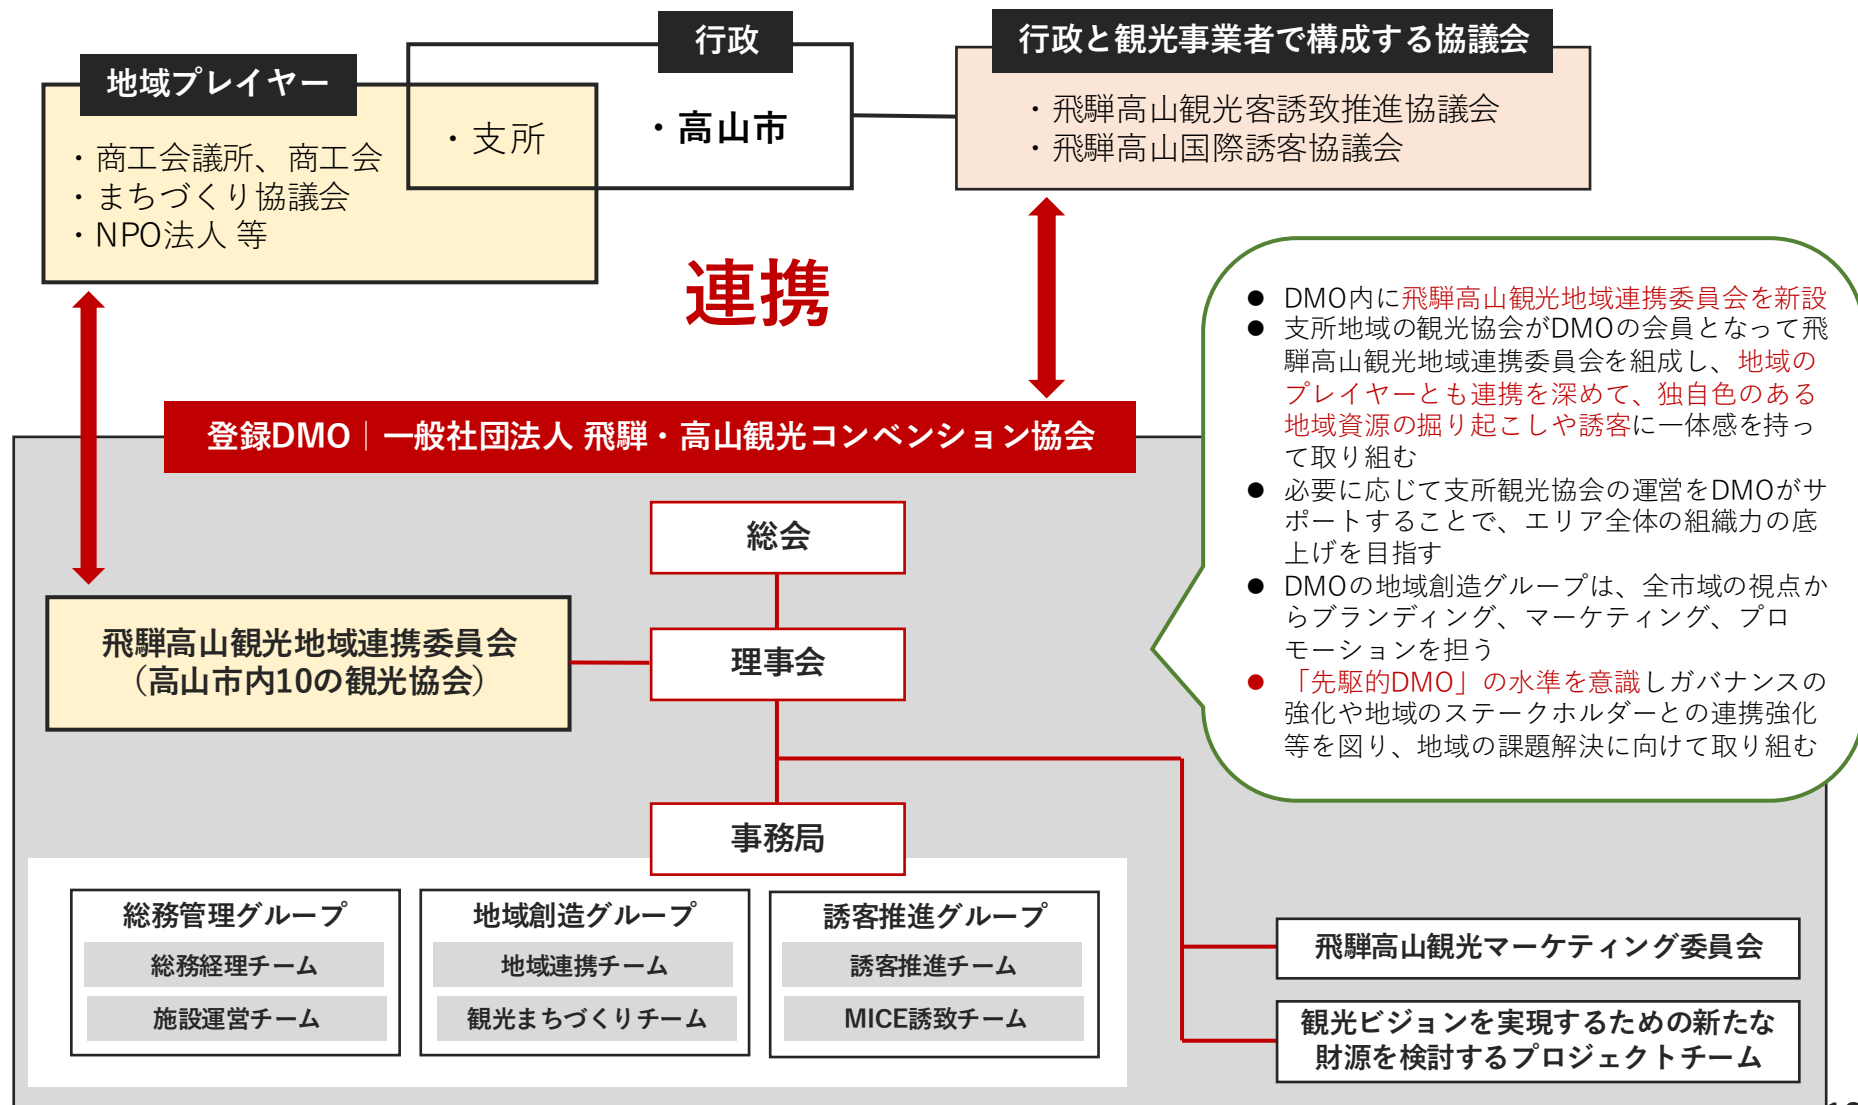 行政
行政と観光事業者で構成する協議会
地域プレイヤー
・飛騨高山観光客誘致推進協議会
・飛騨高山国際誘客協議会
・支所
・高山市
・商工会議所、商工会
・まちづくり協議会
・NPO法人 等
連携
● DMO内に飛騨高山観光地域連携委員会を新設
● 支所地域の観光協会がDMOの会員となって飛
騨高山観光地域連携委員会を組成し、地域の
プレイヤーとも連携を深めて、独自色のある
地域資源の掘り起こしや誘客に一体感を持っ
て取り組む
● 必要に応じて支所観光協会の運営をDMOがサ
ポートすることで、エリア全体の組織力の底
上げを目指す
● DMOの地域創造グループは、全市域の視点か
らブランディング、マーケティング、プロ
モーションを担う
● 「先駆的DMO」の水準を意識しガバナンスの
強化や地域のステークホルダーとの連携強化
等を図り、地域の課題解決に向けて取り組む
登録DMO｜一般社団法人 飛騨・高山観光コンベンション協会
総会
飛騨高山観光地域連携委員会
（高山市内10の観光協会）
理事会
事務局
総務管理グループ
総務経理チーム
施設運営チーム
地域創造グループ
地域連携チーム
観光まちづくりチーム
誘客推進グループ
誘客推進チーム
MICE誘致チーム
飛騨高山観光マーケティング委員会
観光ビジョンを実現するための新たな
財源を検討するプロジェクトチーム